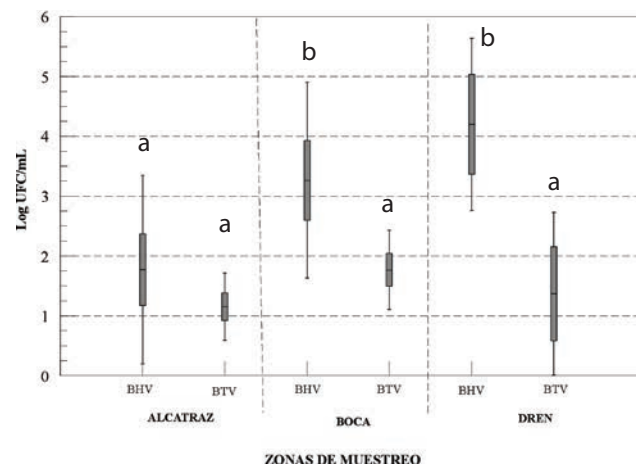 6
5
4
3
2
1
0
Log UFC/mL
a
a
b
a
b
a
BHV
BTV
BHV
BTV
BHV
BTV
ALCATRAZ
BOCA
DREN
ZONAS DE MUESTREO